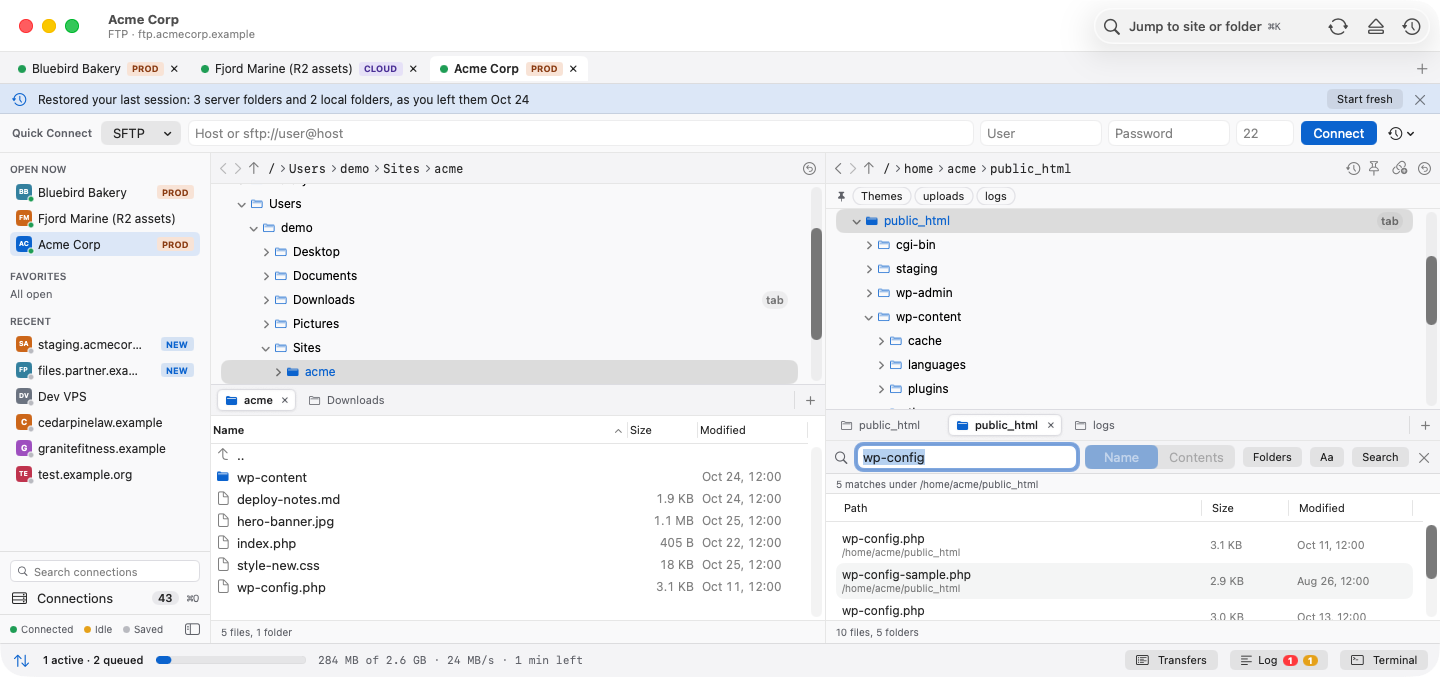 Acme Corp
FTP · ftp.acmecorp.example
Jump to site or folder ⌘K
Bluebird Bakery PROD
Fjord Marine (R2 assets) CLOUD
Acme Corp PROD
Restored your last session: 3 server folders and 2 local folders, as you left them Oct 24
Start fresh
Quick Connect SFTP Host or sftp://user@host User Password 22 Connect
OPEN NOW
BB Bluebird Bakery PROD
FM Fjord Marine (R2 assets)
AC Acme Corp PROD
FAVORITES
All open
RECENT
SA staging.acmecor... NEW
FP files.partner.exa... NEW
DV Dev VPS
C cedarpinelaw.example
G granitefitness.example
TE test.example.org
Search connections
Connections 43 ⌘0
Connected Idle Saved
/ Users demo Sites acme
Users
demo
Desktop
Documents
Downloads tab
Pictures
Sites
acme
acme Downloads
Name Size Modified
..
wp-content Oct 24, 12:00
deploy-notes.md 1.9 KB Oct 25, 12:00
hero-banner.jpg 1.1 MB Oct 25, 12:00
index.php 405 B Oct 22, 12:00
style-new.css 18 KB Oct 25, 12:00
wp-config.php 3.1 KB Oct 11, 12:00
5 files, 1 folder
/ home acme public_html
Themes uploads logs
public_html tab
cgi-bin
staging
wp-admin
wp-content
cache
languages
plugins
public_html public_html logs
wp-config Name Contents Folders Aa Search
5 matches under /home/acme/public_html
Path Size Modified
wp-config.php 3.1 KB Oct 11, 12:00
/home/acme/public_html
wp-config-sample.php 2.9 KB Aug 26, 12:00
/home/acme/public_html
wp-config.php 3.0 KB Oct 13, 12:00
10 files, 5 folders
1 active · 2 queued 284 MB of 2.6 GB · 24 MB/s · 1 min left
Transfers Log 1 1 Terminal